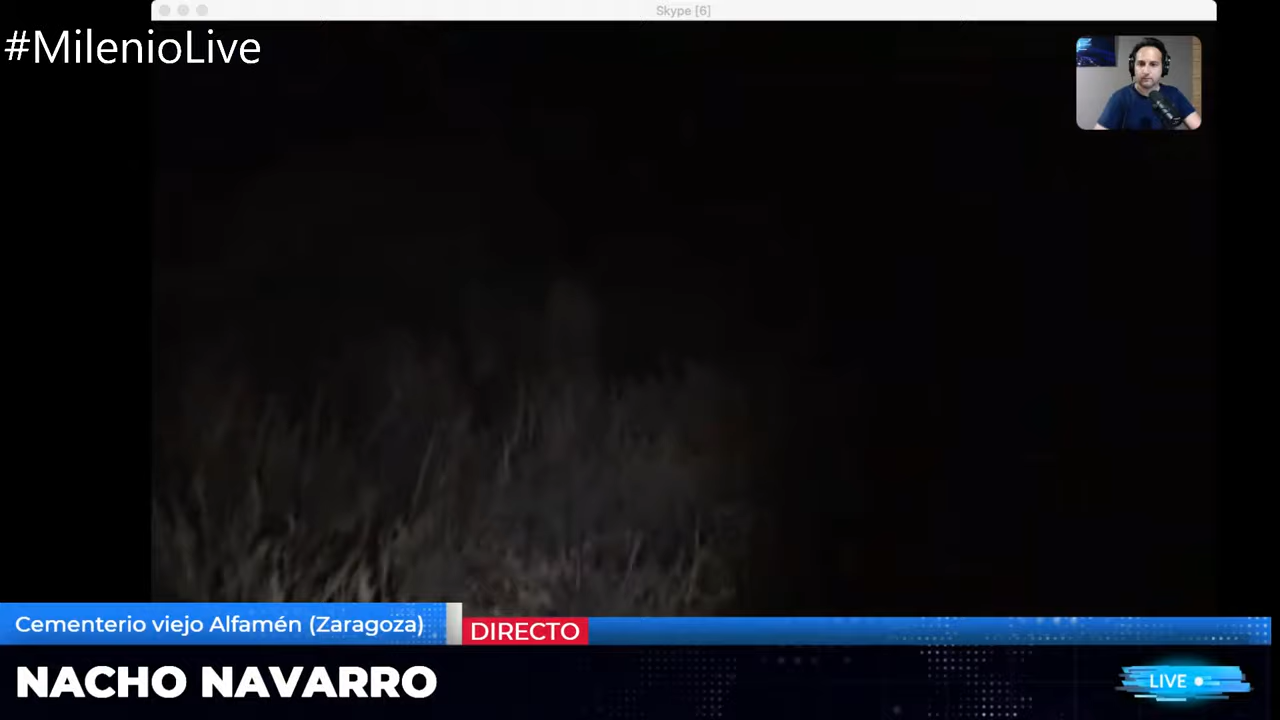 Skype [6]
#MilenioLive
Cementerio viejo Alfamén (Zaragoza)
DIRECTO
NACHO NAVARRO
LIVE